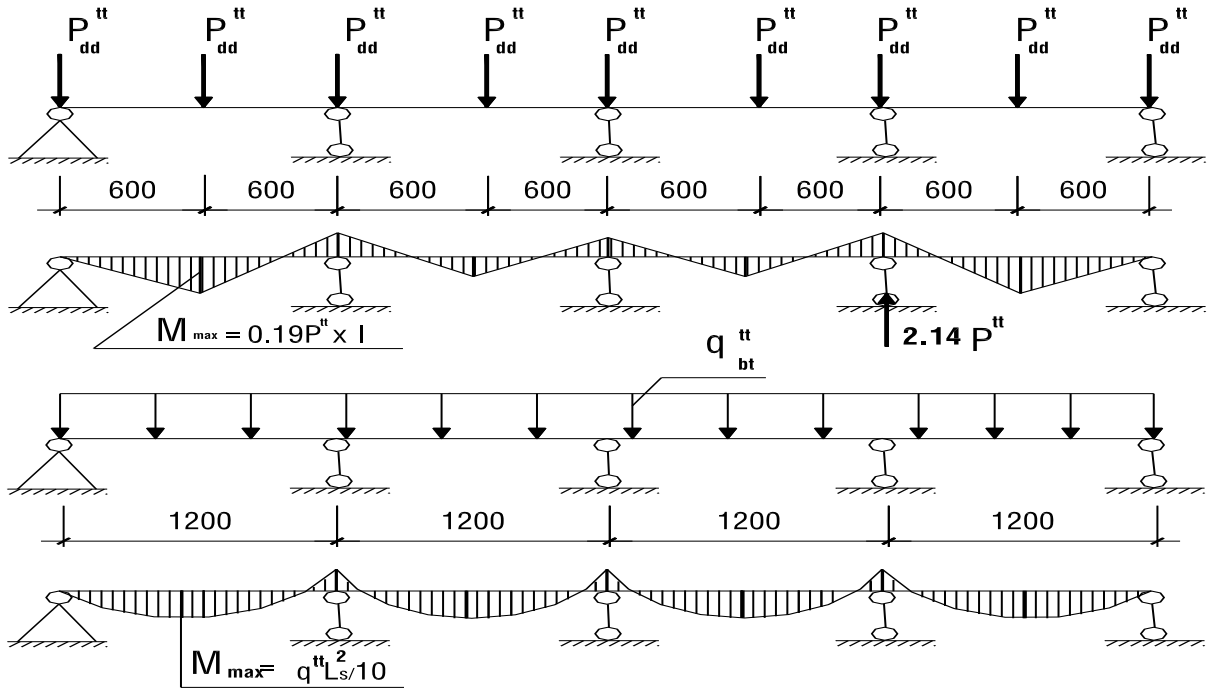 P dd tt P dd tt P dd tt P dd tt P dd tt P dd tt P dd tt P dd tt P dd tt
600 600 600 600 600 600 600 600
M max = 0.19P tt x l
2.14 P tt
q tt bt
1200 1200 1200 1200
M max = q tt L s 2 /10